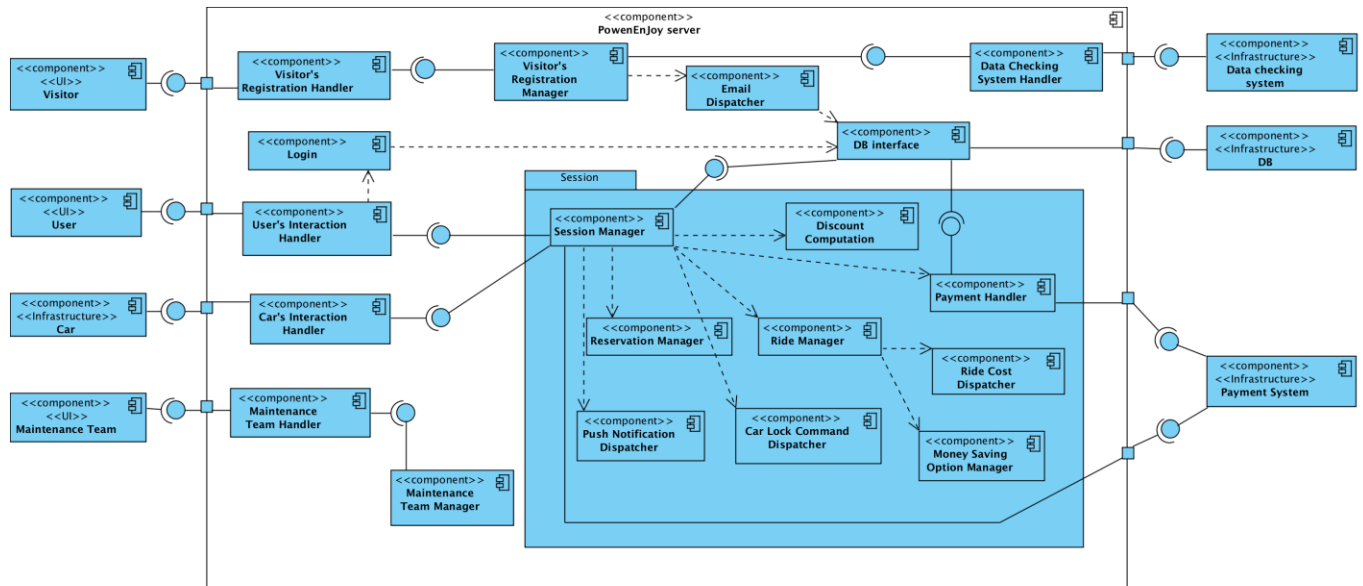 <<component>>
PowenEnJoy server
<<component>>
<<UI>>
Visitor
<<component>>
Visitor's
Registration Handler
<<component>>
Visitor's
Registration
Manager
<<component>>
Email
Dispatcher
<<component>>
Data Checking
System Handler
<<component>>
<<Infrastructure>>
Data checking
system
<<component>>
Login
<<component>>
DB interface
<<component>>
<<Infrastructure>>
DB
Session
<<component>>
<<UI>>
User
<<component>>
User's Interaction
Handler
<<component>>
Session Manager
<<component>>
Discount
Computation
<<component>>
<<Infrastructure>>
Car
<<component>>
Car's Interaction
Handler
<<component>>
Payment Handler
<<component>>
Reservation Manager
<<component>>
Ride Manager
<<component>>
Ride Cost
Dispatcher
<<component>>
<<Infrastructure>>
Payment System
<<component>>
<<UI>>
Maintenance Team
<<component>>
Maintenance
Team Handler
<<component>>
Push Notification
Dispatcher
<<component>>
Car Lock Command
Dispatcher
<<component>>
Money Saving
Option Manager
<<component>>
Maintenance
Team Manager